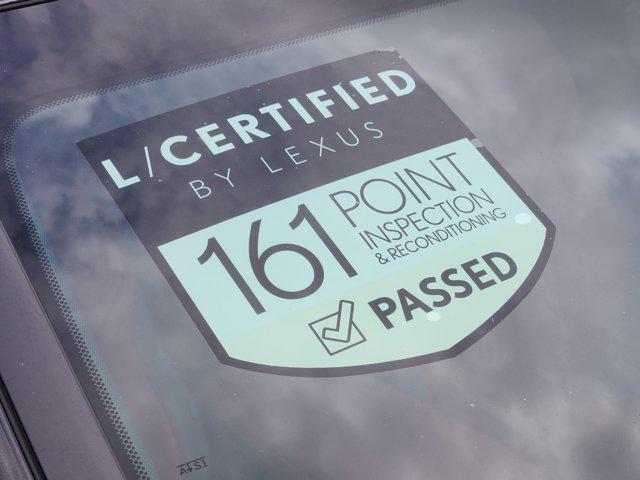 L/CERTIFIED
BY LEXUS
161 POINT
INSPECTION
& RECONDITIONING
PASSED